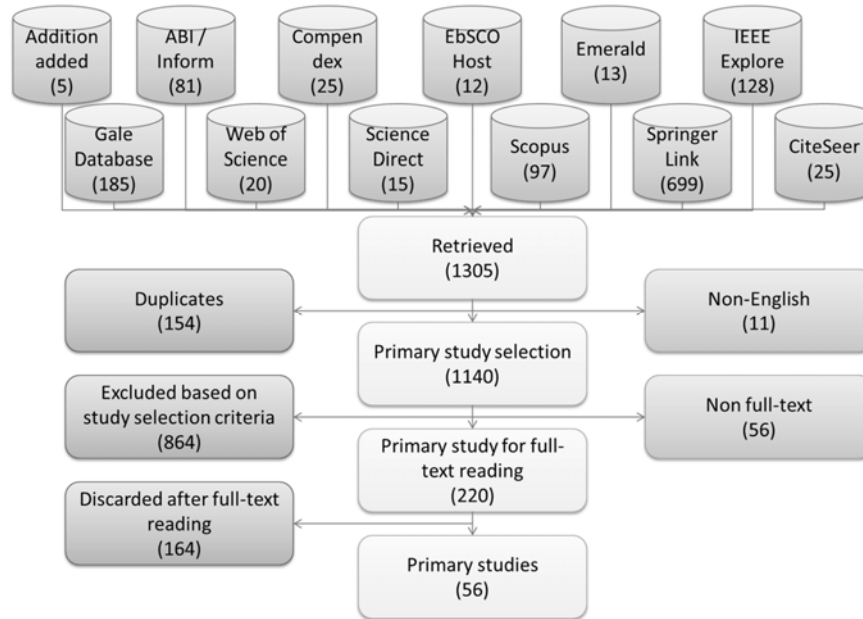 Addition
added
(5)
ABI /
Inform
(81)
Compen
dex
(25)
EbSCO
Host
(12)
Emerald
(13)
IEEE
Explore
(128)
Gale
Database
(185)
Web of
Science
(20)
Science
Direct
(15)
Scopus
(97)
Springer
Link
(699)
CiteSeer
(25)
Retrieved
(1305)
Duplicates
(154)
Non-English
(11)
Primary study selection
(1140)
Excluded based on
study selection criteria
(864)
Non full-text
(56)
Primary study for full-
text reading
(220)
Discarded after full-text
reading
(164)
Primary studies
(56)